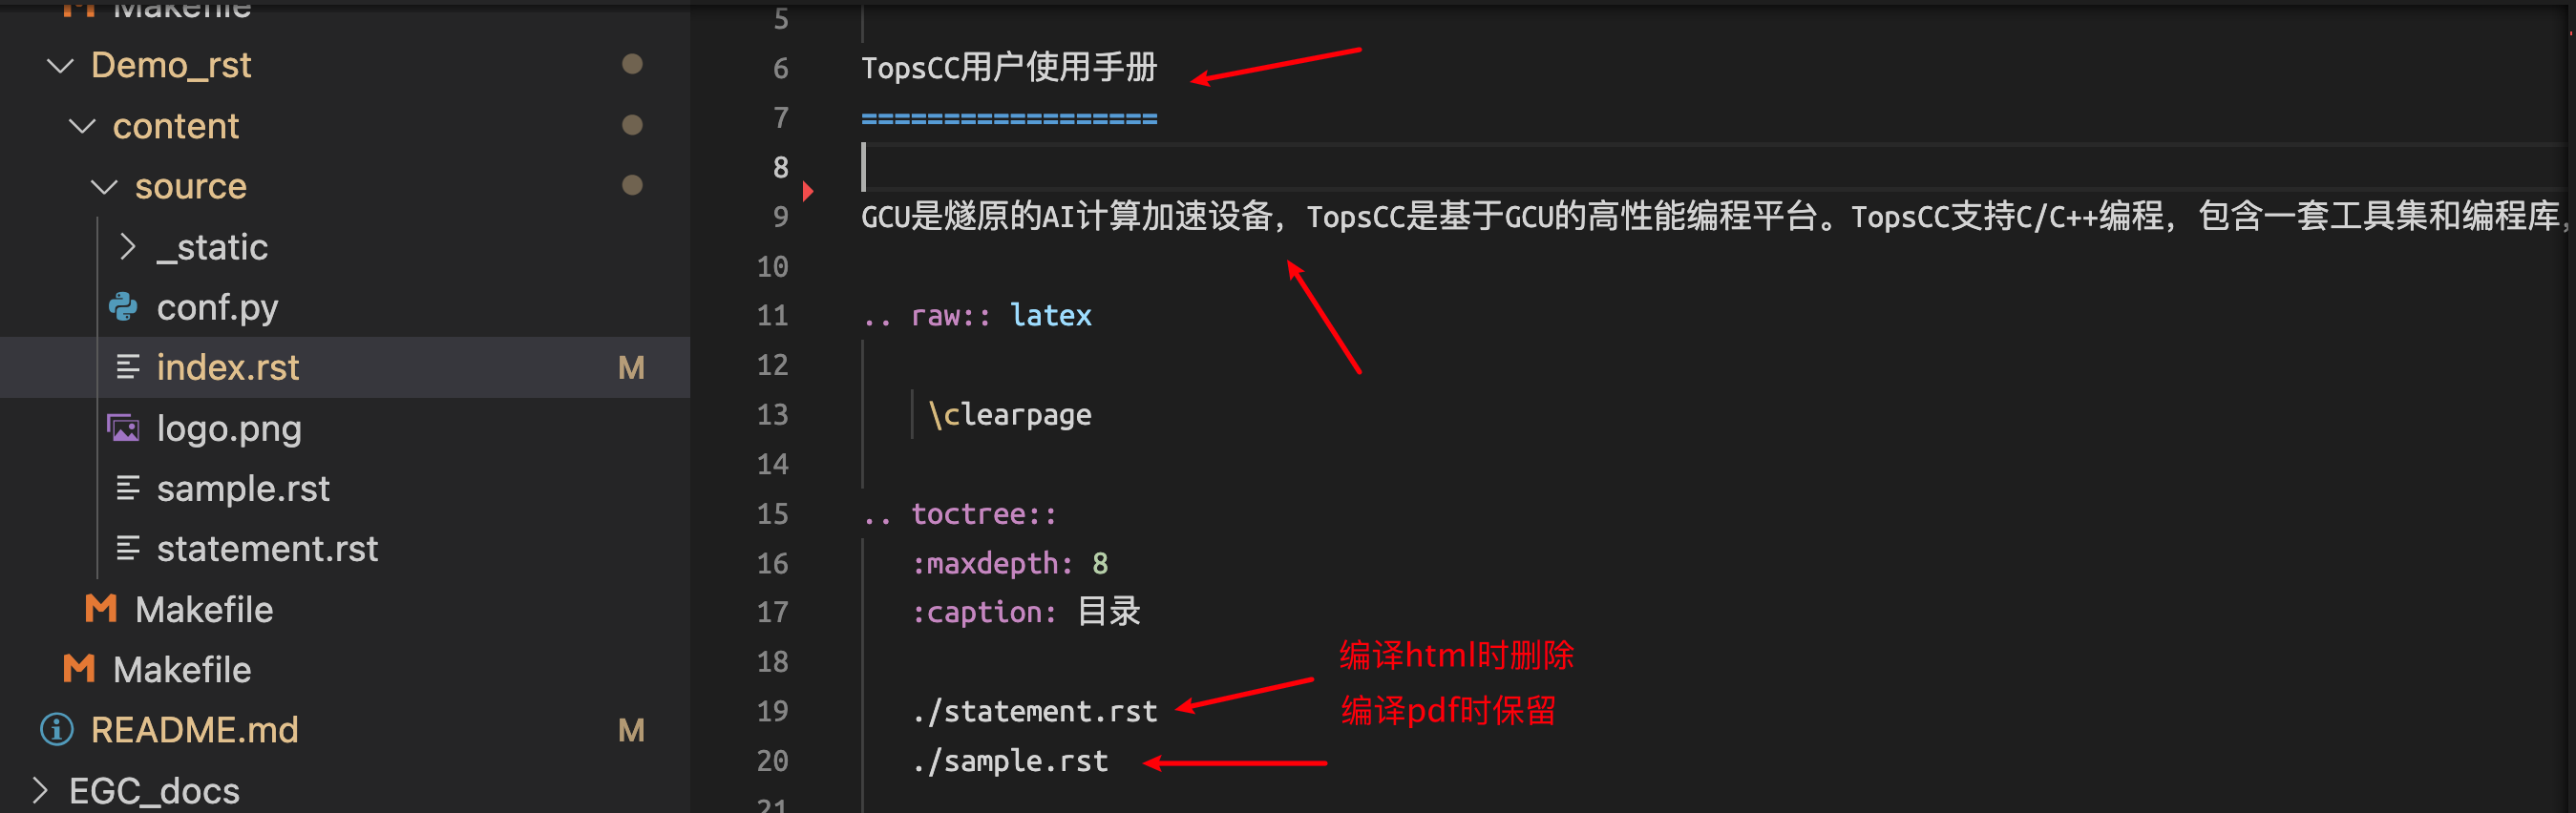 Makefile
Demo_rst
content
source
_static
conf.py
index.rst M
logo.png
sample.rst
statement.rst
Makefile
Makefile
README.md M
EGC_docs
5
6 TopsCC用户使用手册
7 ==================
8
9 GCU是燧原的AI计算加速设备，TopsCC是基于GCU的高性能编程平台。TopsCC支持C/C++编程，包含一套工具集和编程库，
10
11 .. raw:: latex
12
13 \clearpage
14
15 .. toctree::
16 :maxdepth: 8
17 :caption: 目录
18
编译html时删除
19 ./statement.rst
编译pdf时保留
20 ./sample.rst
21